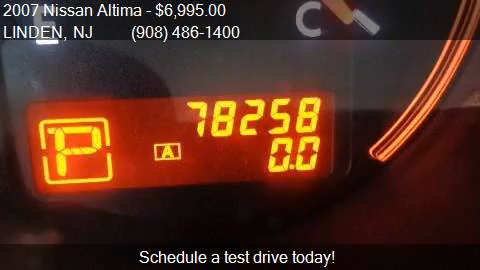 2007 Nissan Altima - $6,995.00
LINDEN, NJ (908) 486-1400
E
C
78258
P
A
0.0
Schedule a test drive today!